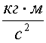 кг · м
с²